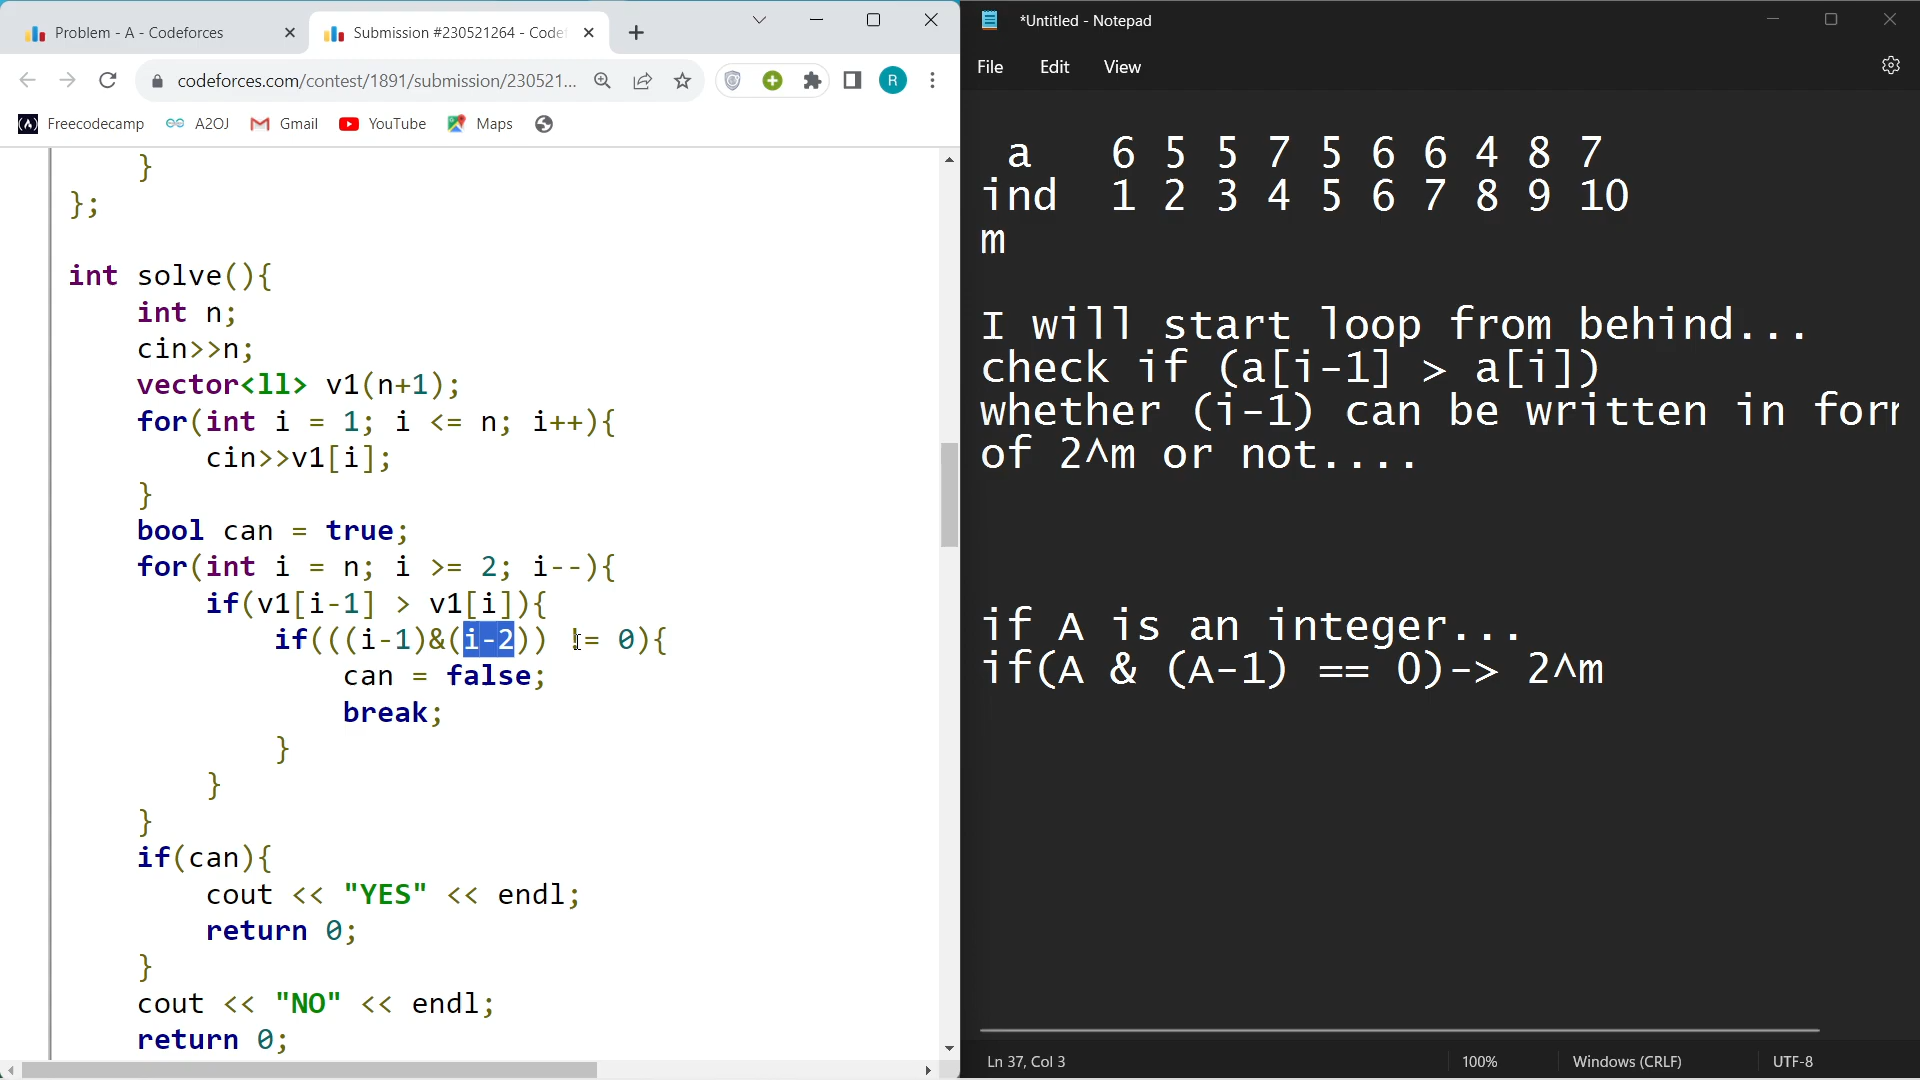 Problem - A - Codeforces
Submission #230521264 - Code
codeforces.com/contest/1891/submission/230521...
R
Freecodecamp
A2OJ
Gmail
YouTube
Maps
}
};
int solve(){
int n;
cin>>n;
vector<ll> v1(n+1);
for(int i = 1; i <= n; i++){
cin>>v1[i];
}
bool can = true;
for(int i = n; i >= 2; i--){
if(v1[i-1] > v1[i]){
if(((i-1)&(i-2)) != 0){
can = false;
break;
}
}
}
if(can){
cout << "YES" << endl;
return 0;
}
cout << "NO" << endl;
return 0;
*Untitled - Notepad
File Edit View
a 6 5 5 7 5 6 6 4 8 7
ind 1 2 3 4 5 6 7 8 9 10
m
I will start loop from behind...
check if (a[i-1] > a[i])
whether (i-1) can be written in
of 2^m or not....
if A is an integer...
if(A & (A-1) == 0)-> 2^m
Ln 37, Col 3
100%
Windows (CRLF)
UTF-8